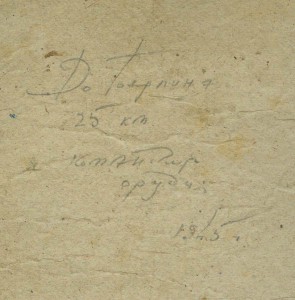 До Берлина
25 км
командир
орудия
1945 г